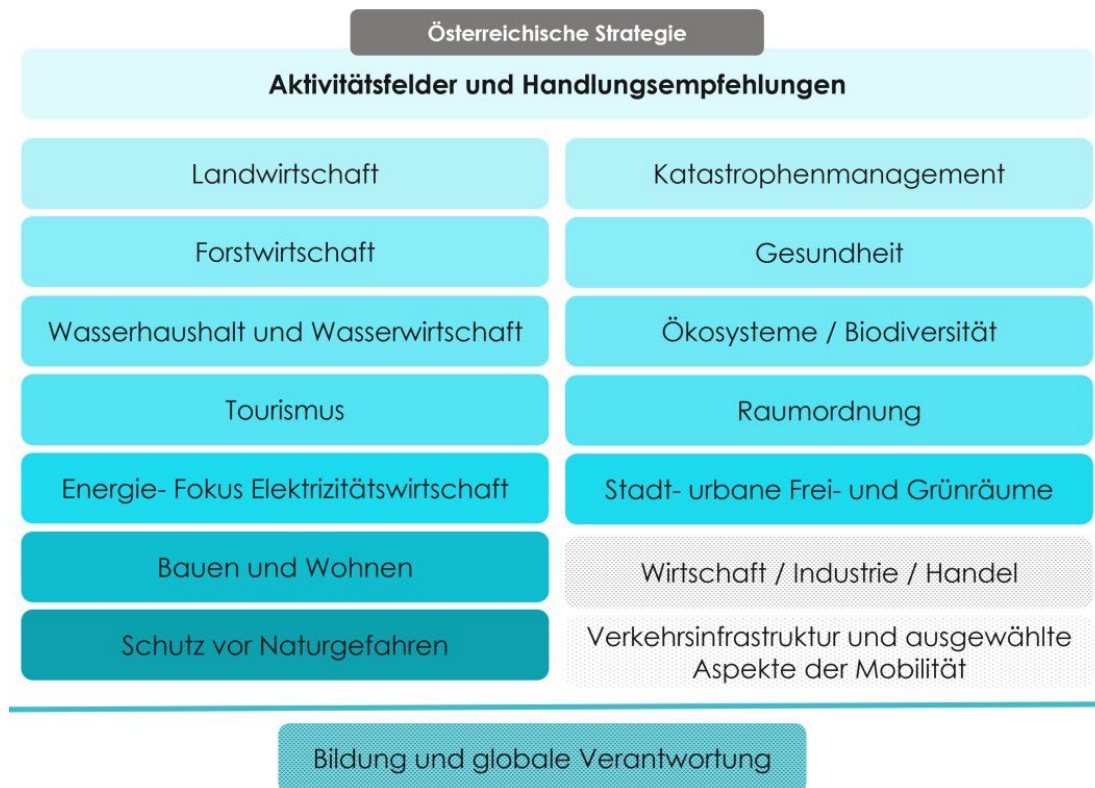 Österreichische Strategie
Aktivitätsfelder und Handlungsempfehlungen
Landwirtschaft
Katastrophenmanagement
Forstwirtschaft
Gesundheit
Wasserhaushalt und Wasserwirtschaft
Ökosysteme / Biodiversität
Tourismus
Raumordnung
Energie- Fokus Elektrizitätswirtschaft
Stadt- urbane Frei- und Grünräume
Bauen und Wohnen
Wirtschaft / Industrie / Handel
Schutz vor Naturgefahren
Verkehrsinfrastruktur und ausgewählte
Aspekte der Mobilität
Bildung und globale Verantwortung